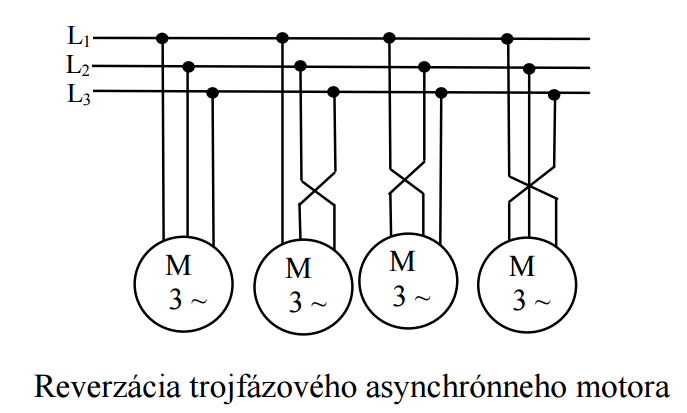 L1
L2
L3
M M M M
3 ~ 3 ~ 3 ~ 3 ~
Reverzácia trojfázového asynchrónneho motora